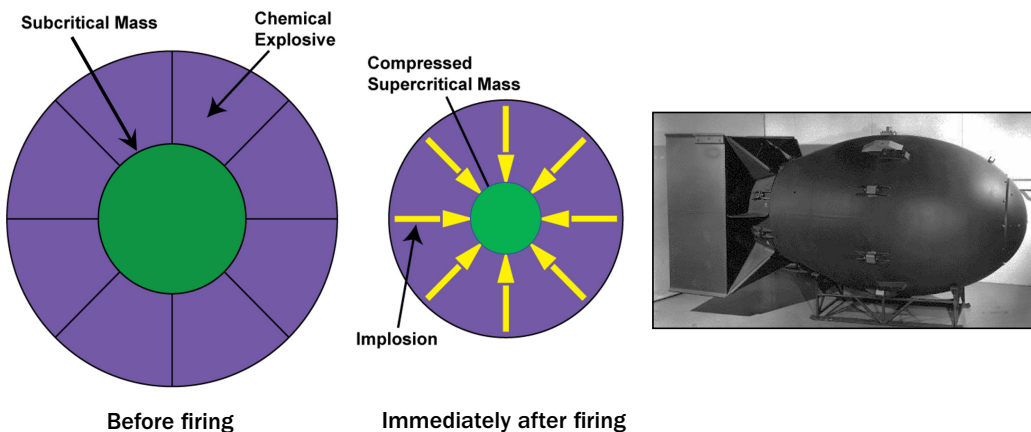 Subcritical Mass
Chemical
Explosive
Compressed
Supercritical Mass
Implosion
Before firing
Immediately after firing